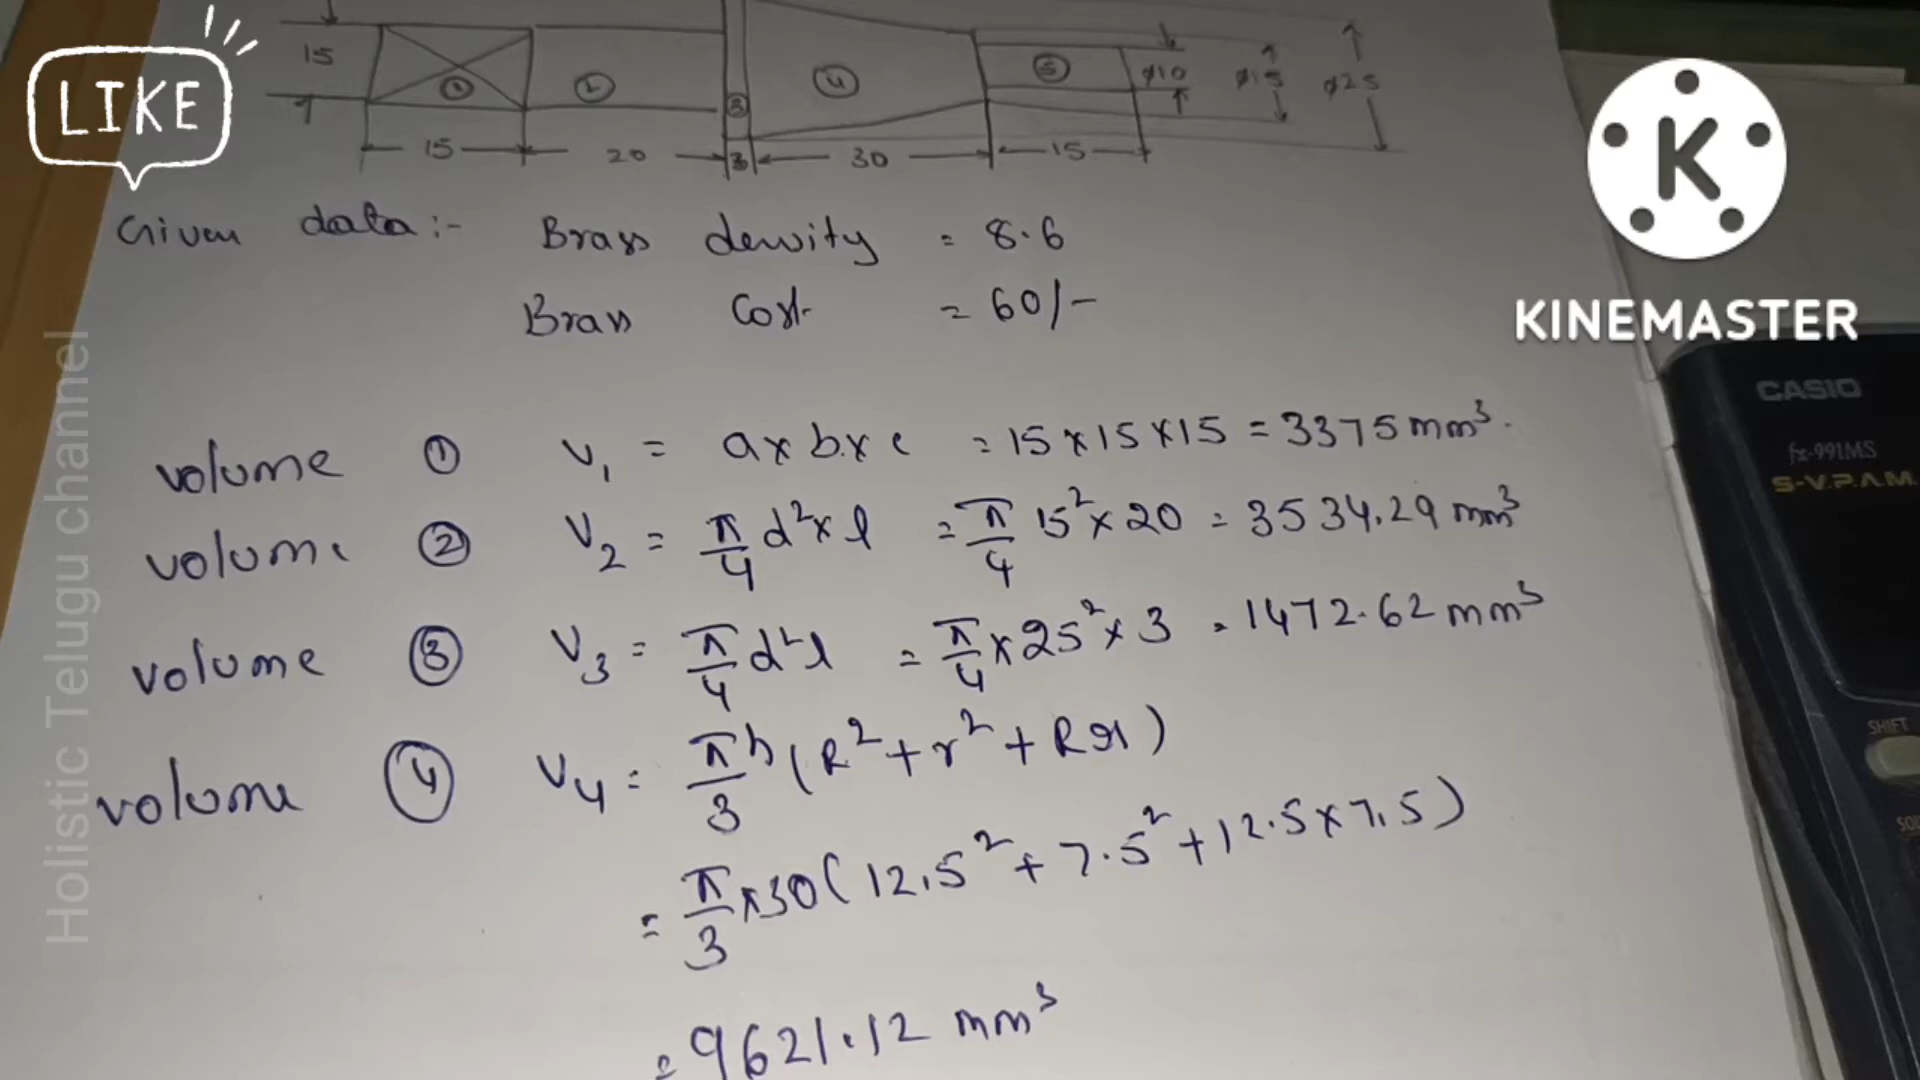 LIKE
15
①
②
③
④
⑤
ø10
ø15
ø25
15
20
3
30
15
K
KINEMASTER
Given data:- Brass density = 8.6
Brass Cost = 60/-
CASIO
fx-991MS
S-V.P.A.M.
volume ① V₁ = a×b×c = 15×15×15 = 3375 mm³.
volume ② V₂ = π/4 d²×l = π/4 15²×20 = 3534.29 mm³
volume ③ V₃ = π/4 d²l = π/4×25²×3 = 1472.62 mm³
volume ④ V₄ = π/3 h(R²+r²+Rr)
= π/3×30(12.5²+7.5²+12.5×7.5)
= 9621.12 mm³
SHIFT
Holistic Telugu channel